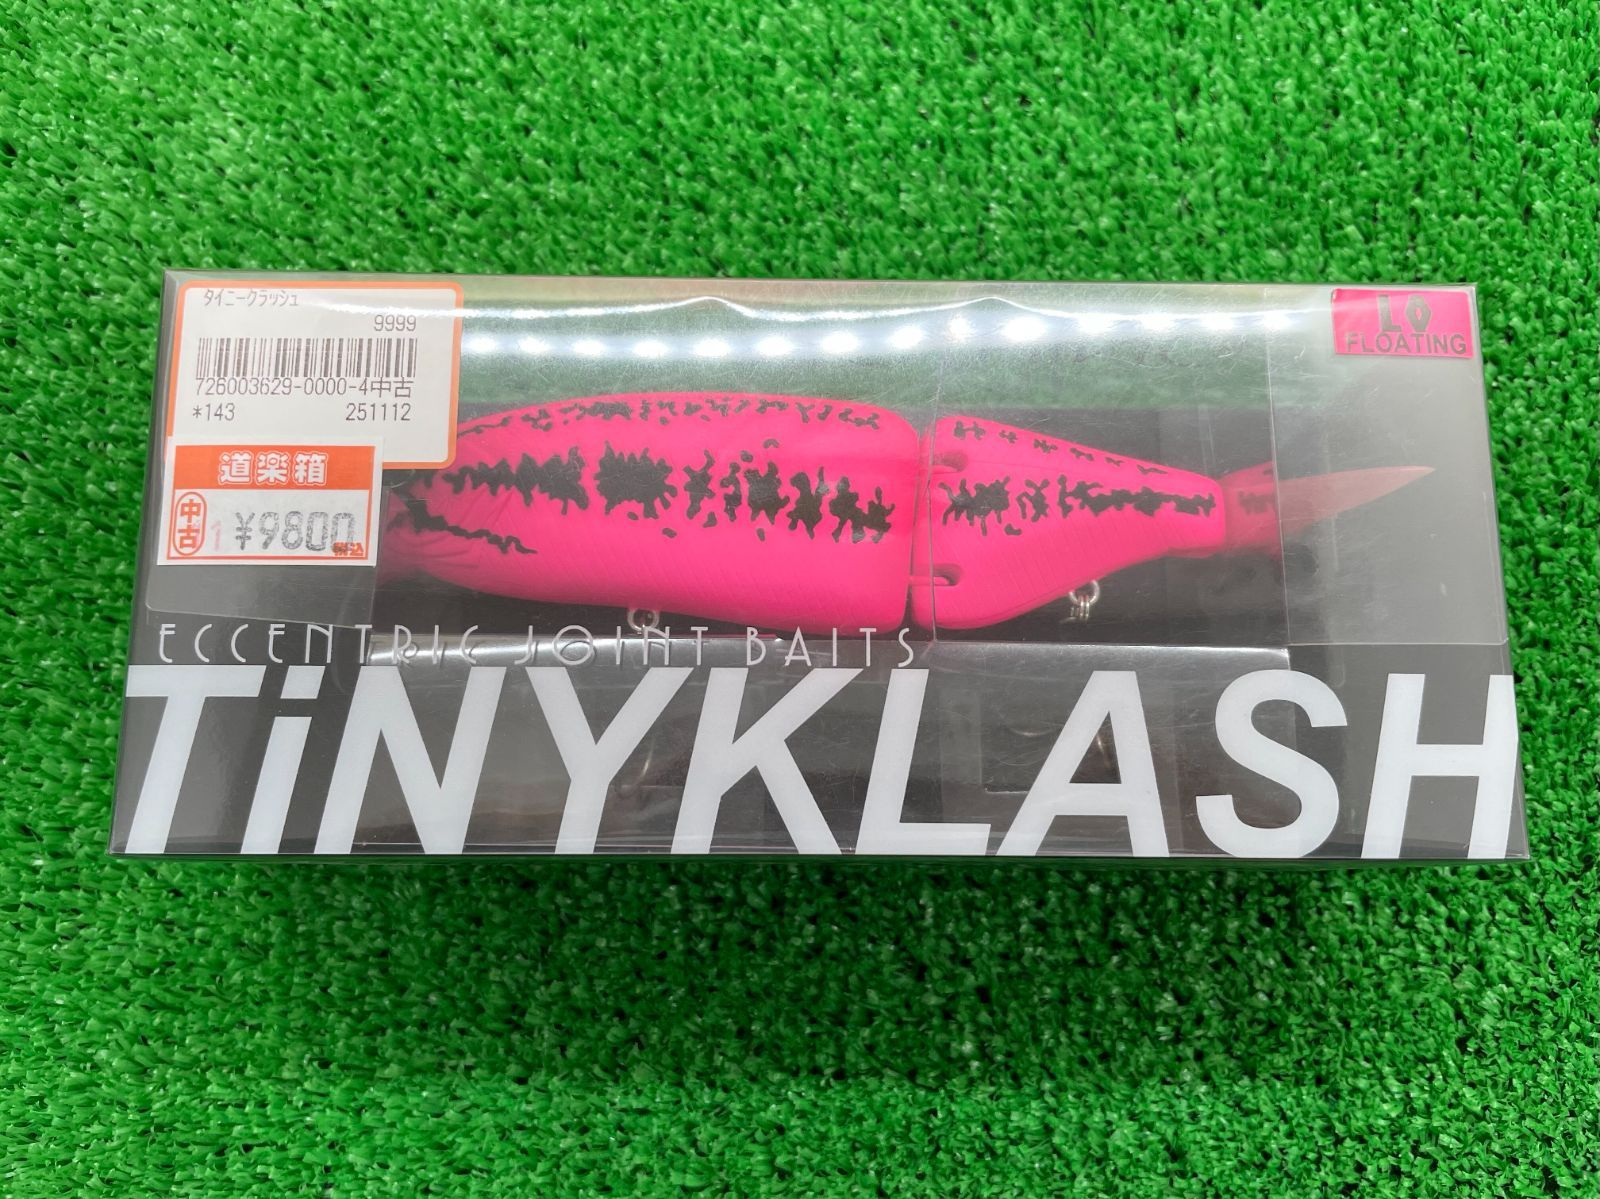 タイニークラッシュ
9999
726003629-0000-4中古
*143 251112
道楽箱
中古
1 ¥9800 税込
LO
FLOATING
ECCENTRIC JOINT BAITS
TiNYKLASH